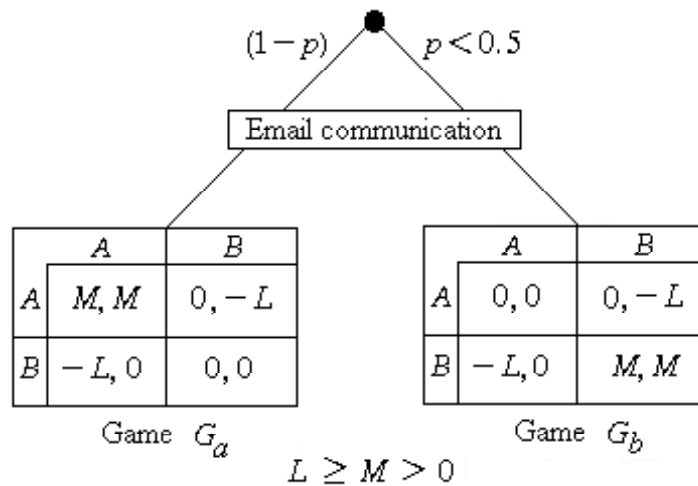 (1−p) p<0.5
Email communication
A B A B
A M, M 0, −L A 0, 0 0, −L
B −L, 0 0, 0 B −L, 0 M, M
Game G_a Game G_b
L ≥ M > 0